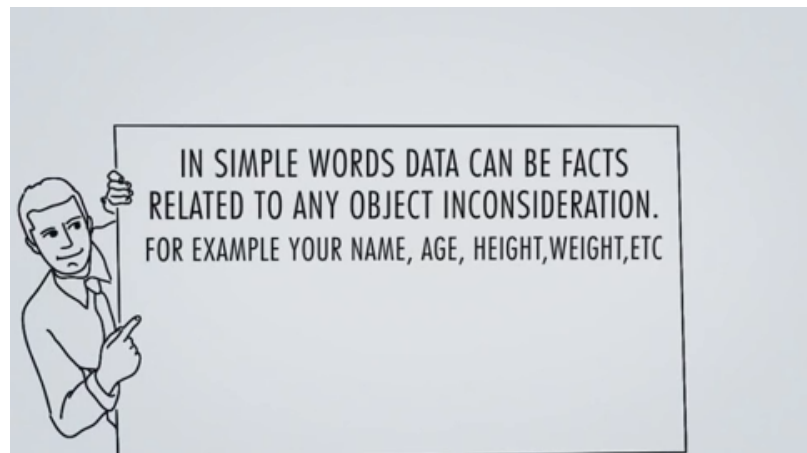 IN SIMPLE WORDS DATA CAN BE FACTS
RELATED TO ANY OBJECT INCONSIDERATION.
FOR EXAMPLE YOUR NAME, AGE, HEIGHT,WEIGHT,ETC